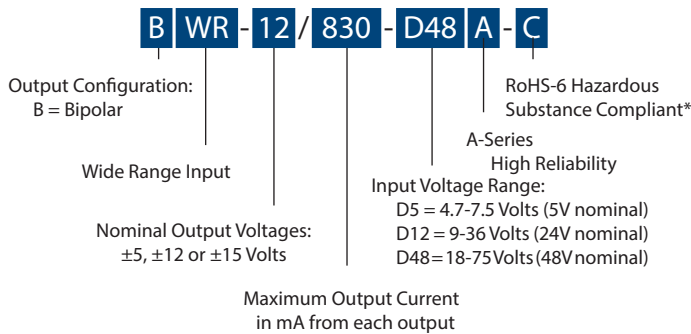 B WR - 12 / 830 - D48 A - C
Output Configuration:
B = Bipolar
RoHS-6 Hazardous
Substance Compliant*
A-Series
High Reliability
Wide Range Input
Input Voltage Range:
D5 = 4.7-7.5 Volts (5V nominal)
D12 = 9-36 Volts (24V nominal)
D48=18-75 Volts (48V nominal)
Nominal Output Voltages:
±5, ±12 or ±15 Volts
Maximum Output Current
in mA from each output